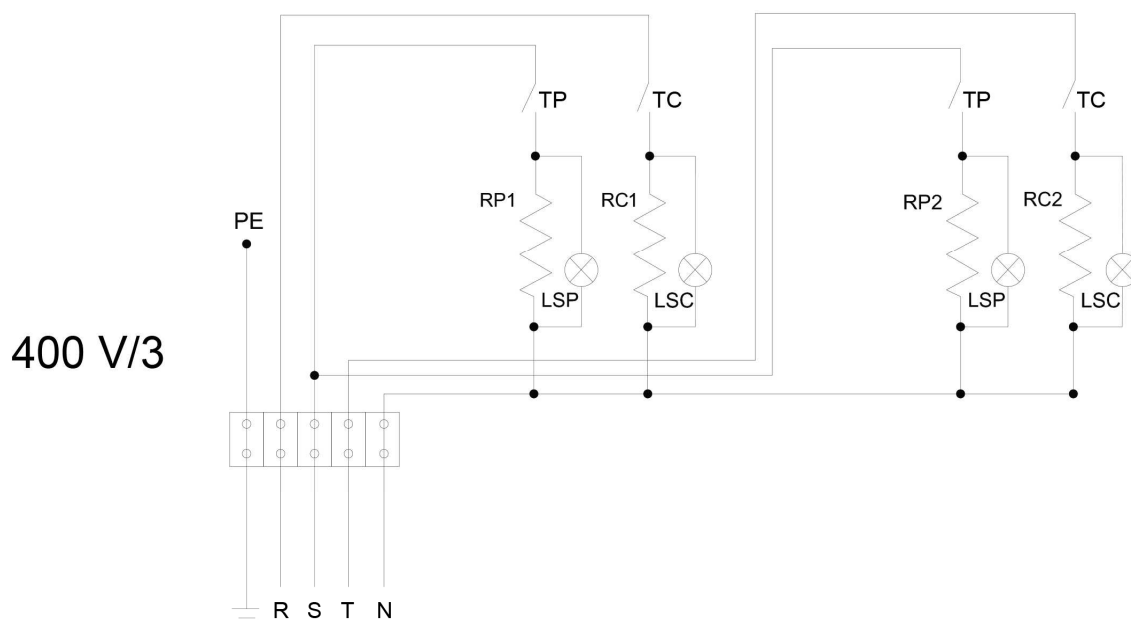 TP TC TP TC
RP1 RC1 RP2 RC2
PE
LSP LSC LSP LSC
400 V/3
R S T N